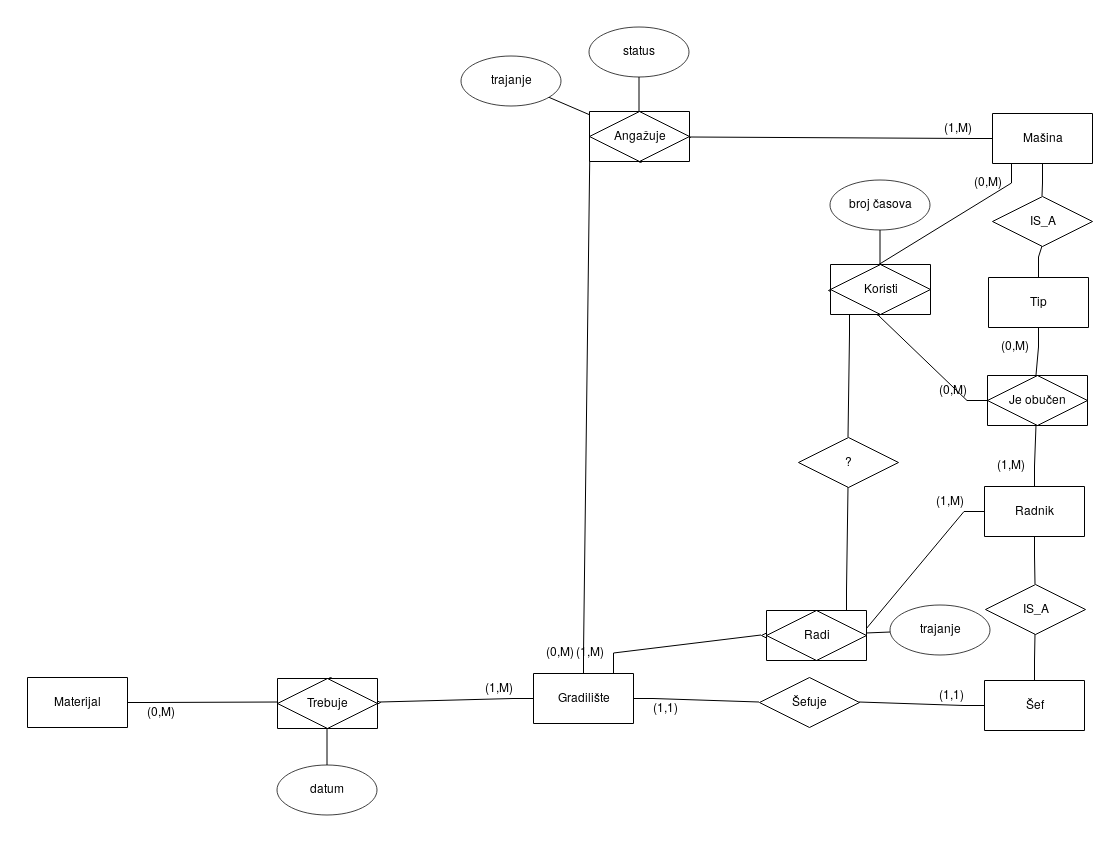 status
trajanje
Angažuje
(1,M)
Mašina
(0,M)
broj časova
IS_A
Koristi
Tip
(0,M)
(0,M)
Je obučen
?
(1,M)
(1,M)
Radnik
IS_A
Radi
trajanje
(0,M) (1,M)
(1,M)
Gradilište
(1,1)
Šefuje
(1,1)
Šef
Materijal
(0,M)
Trebuje
datum